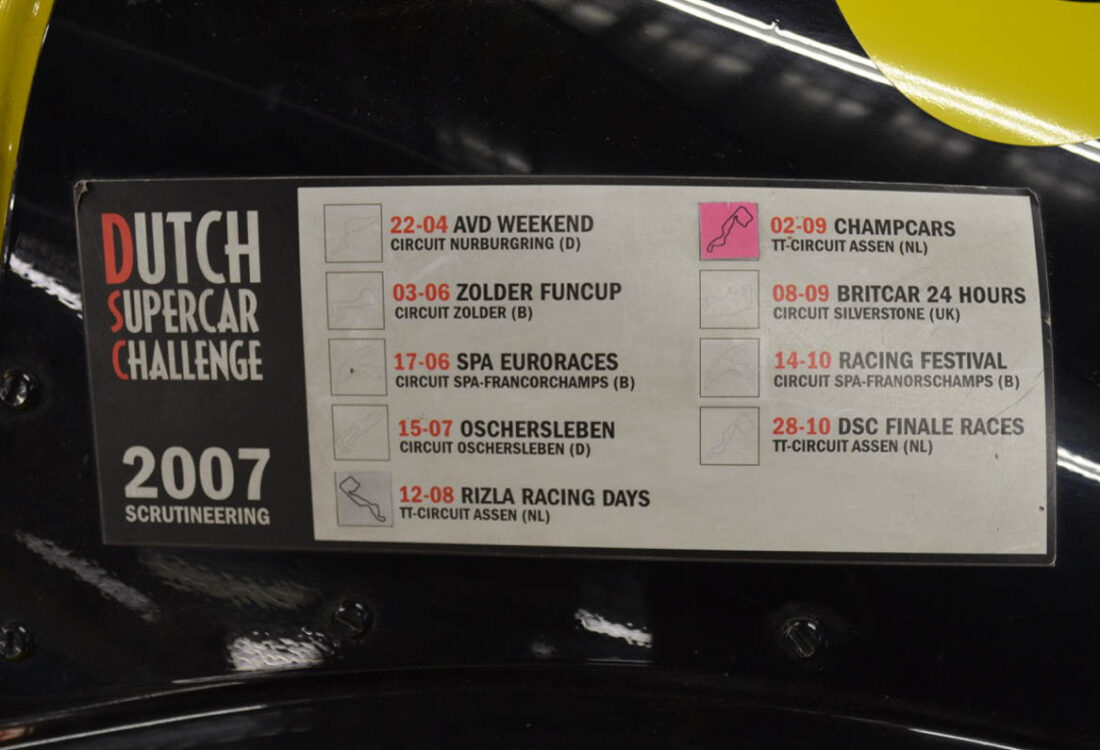 DUTCH
SUPERCAR
CHALLENGE
2007
SCRUTINEERING
22-04 AVD WEEKEND
CIRCUIT NURBURGRING (D)
03-06 ZOLDER FUNCUP
CIRCUIT ZOLDER (B)
17-06 SPA EURORACES
CIRCUIT SPA-FRANCORCHAMPS (B)
15-07 OSCHERSLEBEN
CIRCUIT OSCHERSLEBEN (D)
12-08 RIZLA RACING DAYS
TT-CIRCUIT ASSEN (NL)
02-09 CHAMPCARS
TT-CIRCUIT ASSEN (NL)
08-09 BRITCAR 24 HOURS
CIRCUIT SILVERSTONE (UK)
14-10 RACING FESTIVAL
CIRCUIT SPA-FRANORSCHAMPS (B)
28-10 DSC FINALE RACES
TT-CIRCUIT ASSEN (NL)